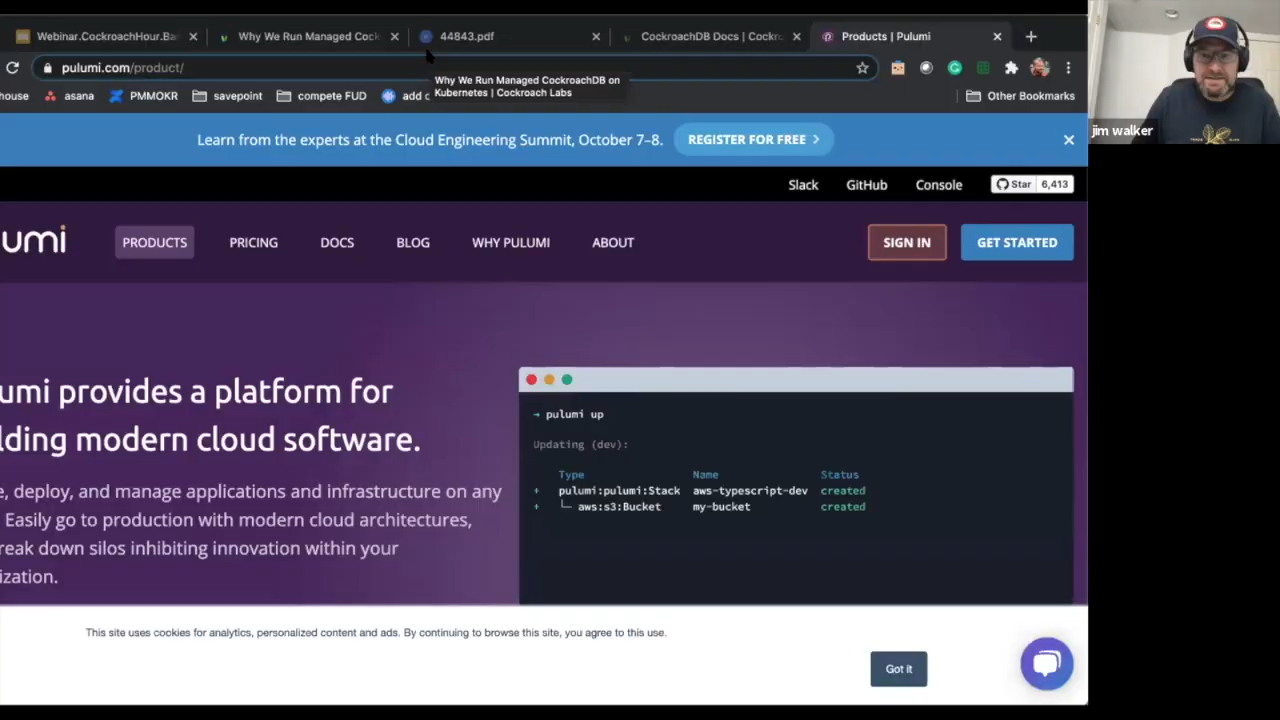 Webinar.CockroachHour.Ba
Why We Run Managed Cock
44843.pdf
CockroachDB Docs | Cockr
Products | Pulumi
pulumi.com/product/
Why We Run Managed CockroachDB on
Kubernetes | Cockroach Labs
house
asana
PMMOKR
savepoint
compete FUD
add c
Other Bookmarks
jim walker
Learn from the experts at the Cloud Engineering Summit, October 7–8.
REGISTER FOR FREE
Slack
GitHub
Console
Star
6,413
umi
PRODUCTS
PRICING
DOCS
BLOG
WHY PULUMI
ABOUT
SIGN IN
GET STARTED
umi provides a platform for
lding modern cloud software.
e, deploy, and manage applications and infrastructure on any
Easily go to production with modern cloud architectures,
reak down silos inhibiting innovation within your
ization.
→ pulumi up
Updating (dev):
Type Name Status
+ pulumi:pulumi:Stack aws-typescript-dev created
+ └─ aws:s3:Bucket my-bucket created
This site uses cookies for analytics, personalized content and ads. By continuing to browse this site, you agree to this use.
Got it